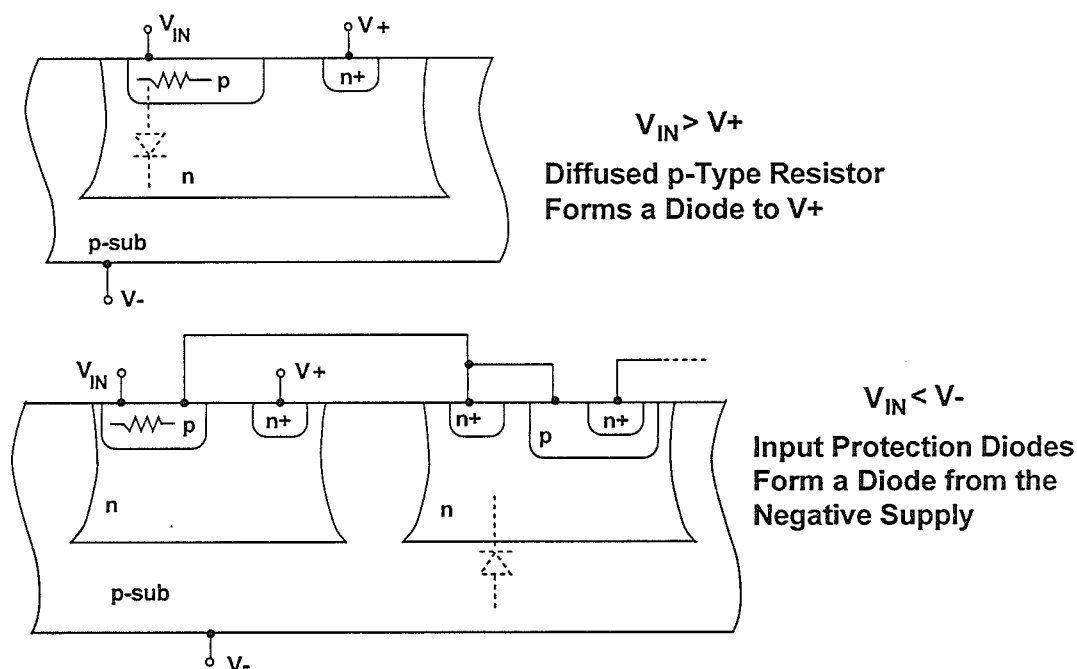 V_IN V+
p n+
V_IN > V+
n
Diffused p-Type Resistor
Forms a Diode to V+
p-sub
V-
V_IN V+
V_IN < V-
p n+ n+ n+
p
Input Protection Diodes
Form a Diode from the
Negative Supply
n n
p-sub
V-